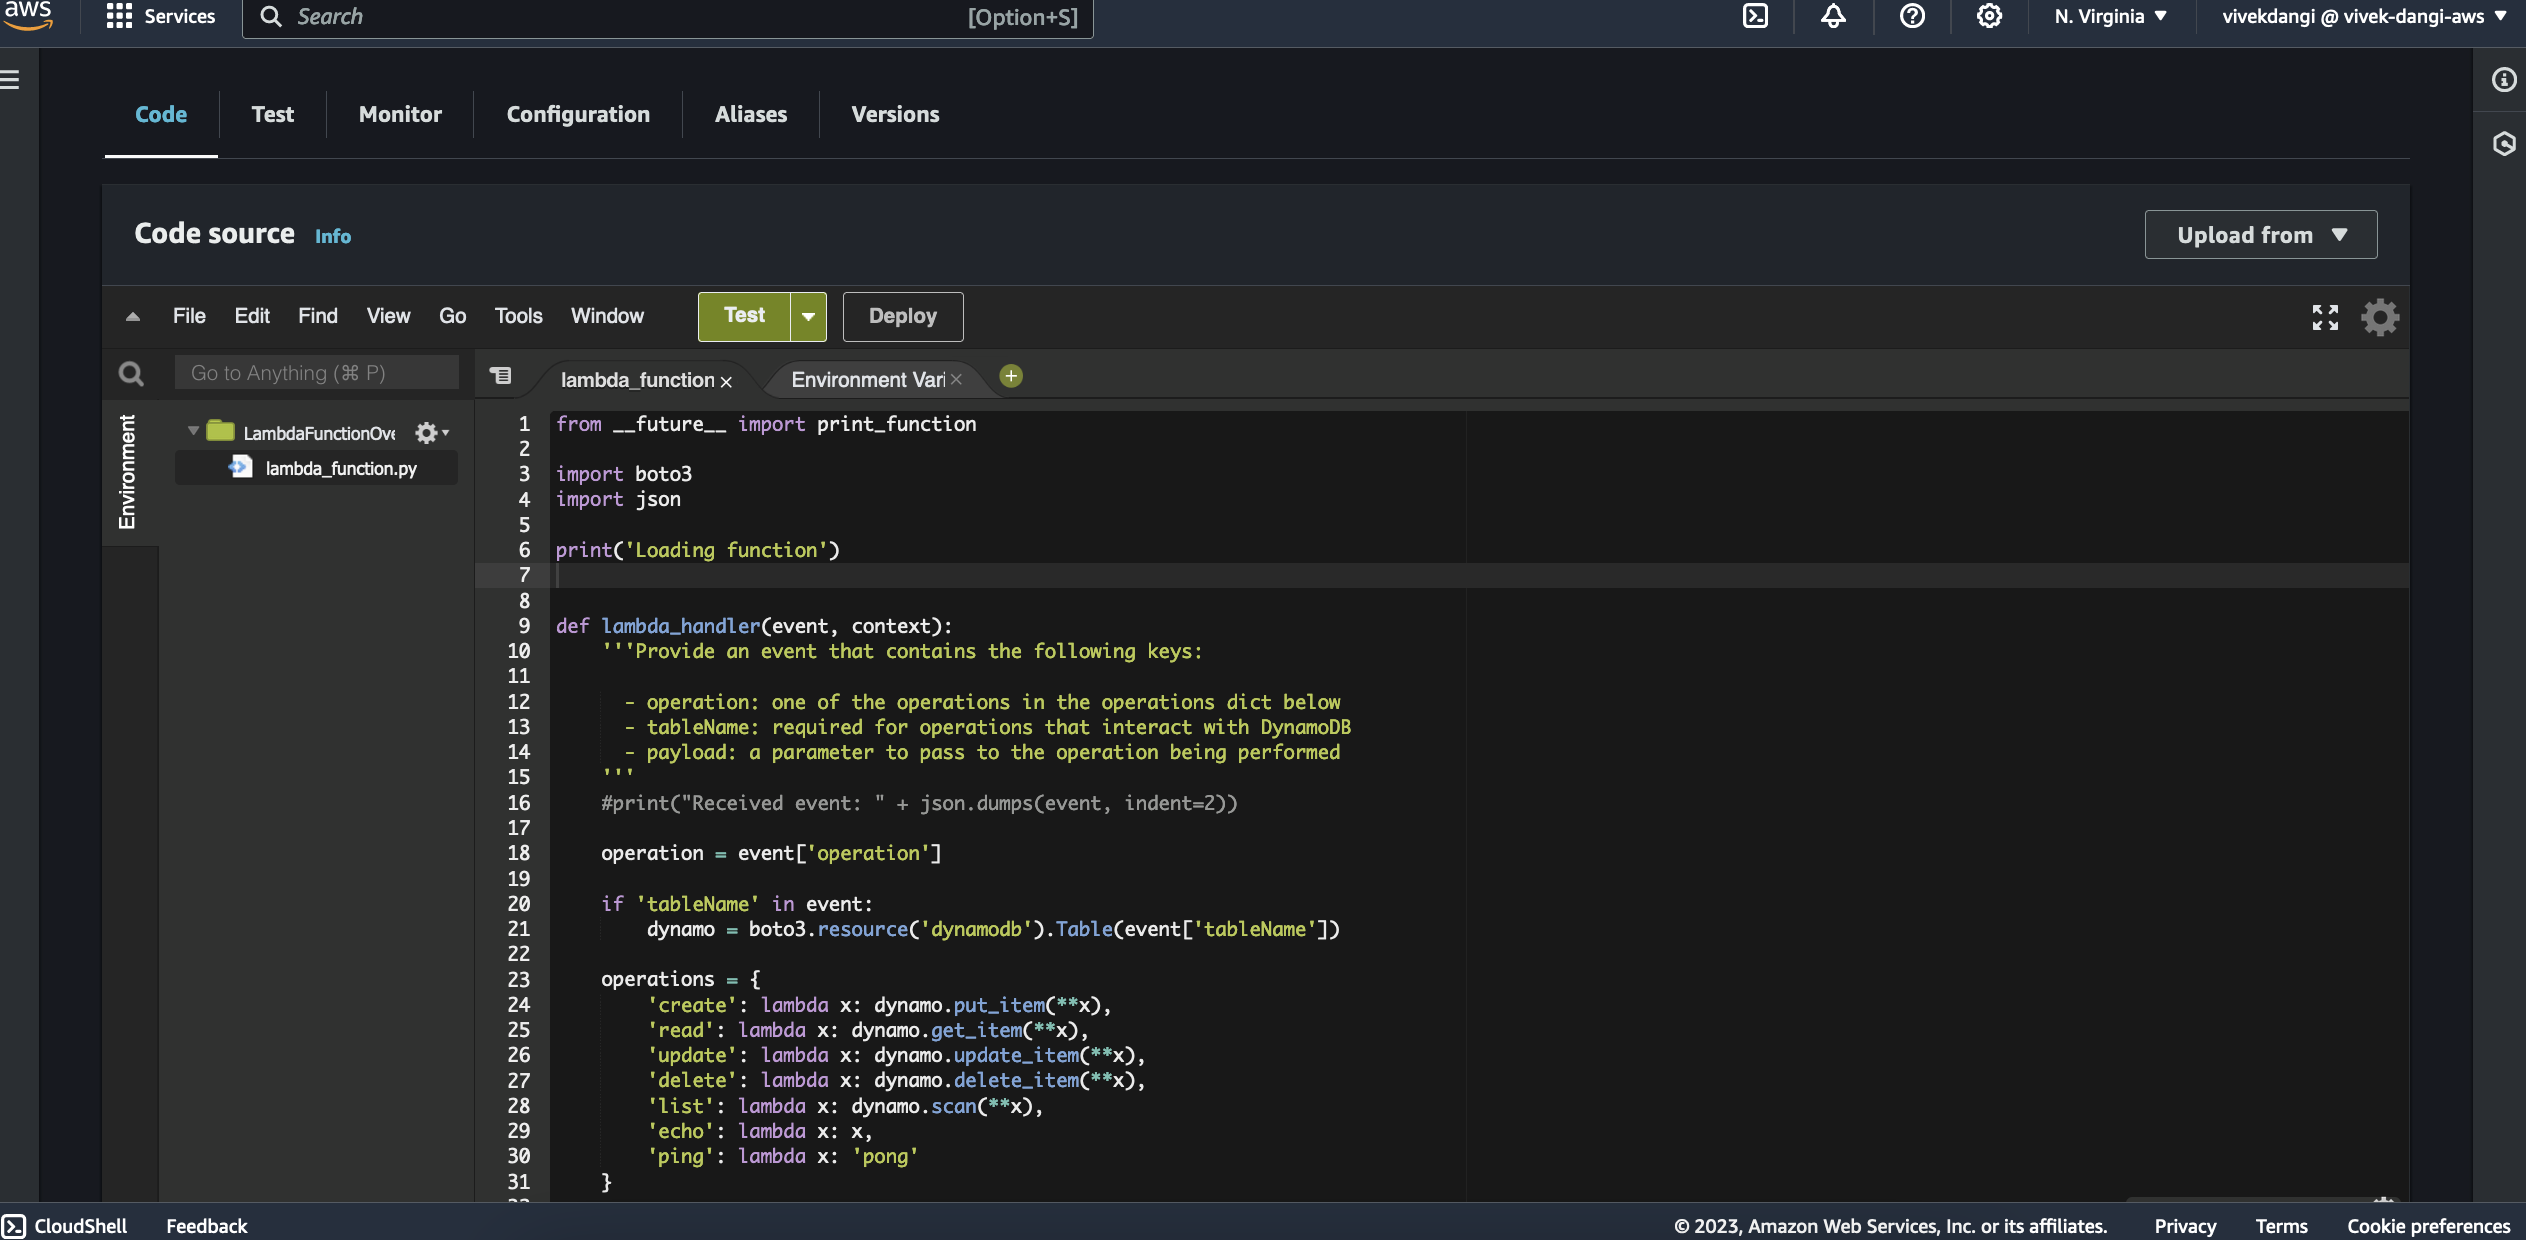 aws Services Search [Option+S] N. Virginia ▼ vivekdangi @ vivek-dangi-aws ▼
Code Test Monitor Configuration Aliases Versions
Code source Info Upload from ▼
File Edit Find View Go Tools Window Test Deploy
Go to Anything (⌘ P) lambda_function × Environment Vari ×
Environment
LambdaFunctionOve
lambda_function.py
1 from __future__ import print_function
2
3 import boto3
4 import json
5
6 print('Loading function')
7
8
9 def lambda_handler(event, context):
10 '''Provide an event that contains the following keys:
11
12 - operation: one of the operations in the operations dict below
13 - tableName: required for operations that interact with DynamoDB
14 - payload: a parameter to pass to the operation being performed
15 '''
16 #print("Received event: " + json.dumps(event, indent=2))
17
18 operation = event['operation']
19
20 if 'tableName' in event:
21 dynamo = boto3.resource('dynamodb').Table(event['tableName'])
22
23 operations = {
24 'create': lambda x: dynamo.put_item(**x),
25 'read': lambda x: dynamo.get_item(**x),
26 'update': lambda x: dynamo.update_item(**x),
27 'delete': lambda x: dynamo.delete_item(**x),
28 'list': lambda x: dynamo.scan(**x),
29 'echo': lambda x: x,
30 'ping': lambda x: 'pong'
31 }
CloudShell Feedback © 2023, Amazon Web Services, Inc. or its affiliates. Privacy Terms Cookie preferences